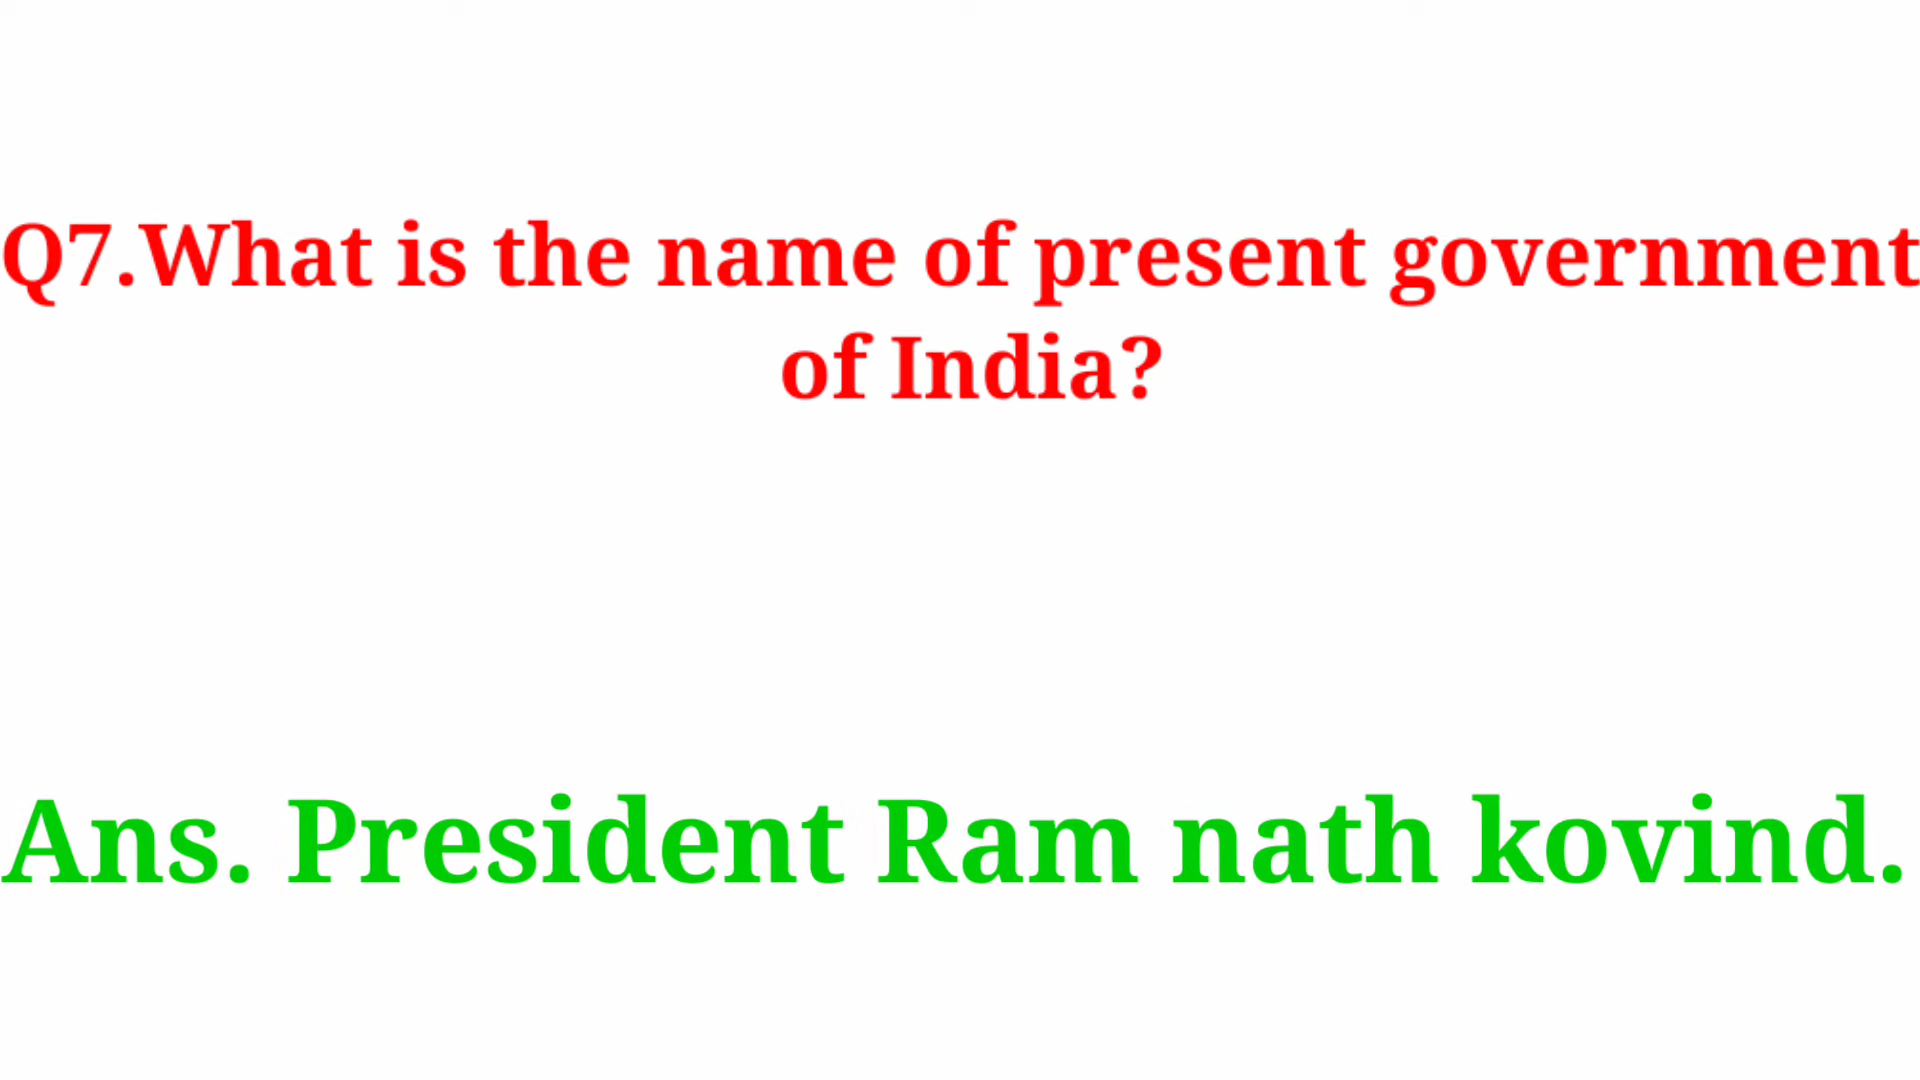 Q7.What is the name of present government
of India?
Ans. President Ram nath kovind.